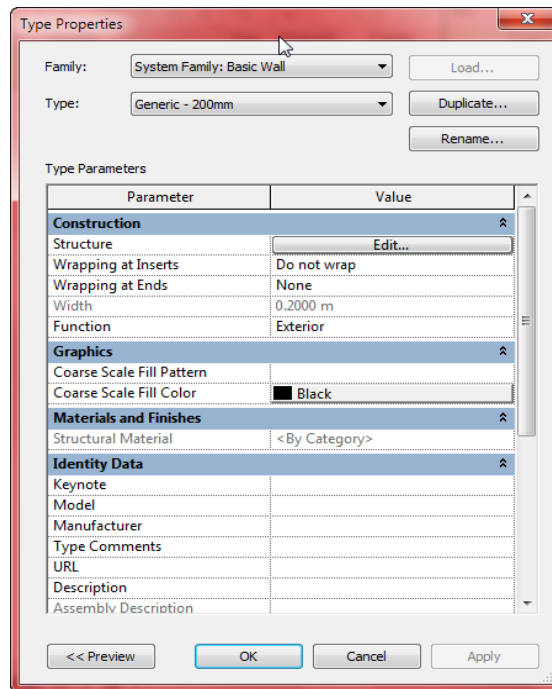 Type Properties
Family: System Family: Basic Wall Load...
Type: Generic - 200mm Duplicate...
Rename...
Type Parameters
Parameter Value
Construction
Structure Edit...
Wrapping at Inserts Do not wrap
Wrapping at Ends None
Width 0.2000 m
Function Exterior
Graphics
Coarse Scale Fill Pattern
Coarse Scale Fill Color Black
Materials and Finishes
Structural Material <By Category>
Identity Data
Keynote
Model
Manufacturer
Type Comments
URL
Description
Assembly Description
<< Preview OK Cancel Apply